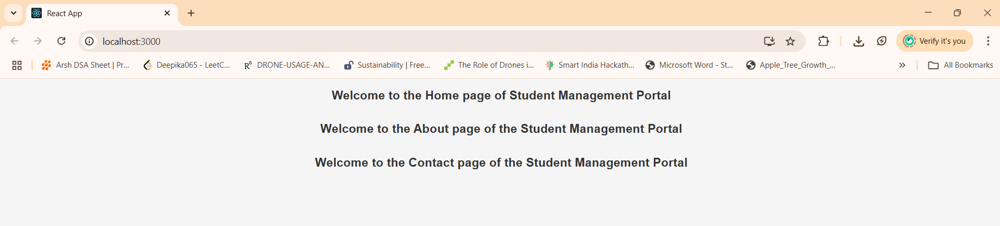 React App
localhost:3000
Verify it's you
Arsh DSA Sheet | Pr... Deepika065 - LeetC... RG DRONE-USAGE-AN... Sustainability | Free... The Role of Drones i... Smart India Hackath... Microsoft Word - St... Apple_Tree_Growth_... All Bookmarks
Welcome to the Home page of Student Management Portal
Welcome to the About page of the Student Management Portal
Welcome to the Contact page of the Student Management Portal